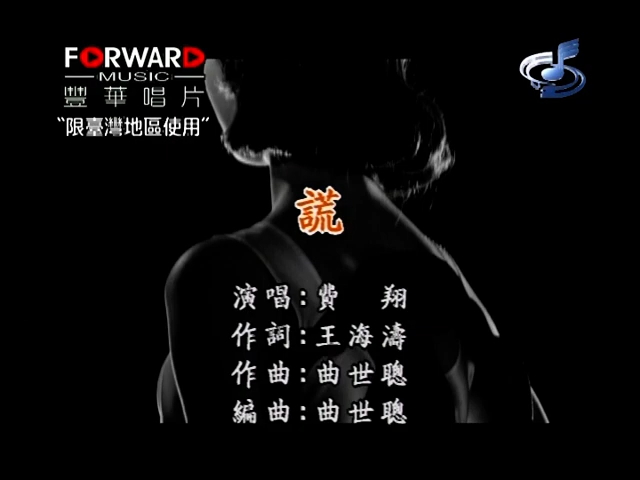 FORWARD
MUSIC
豐華唱片
“限臺灣地區使用”
謊
演唱:費 翔
作詞:王海濤
作曲:曲世聰
編曲:曲世聰